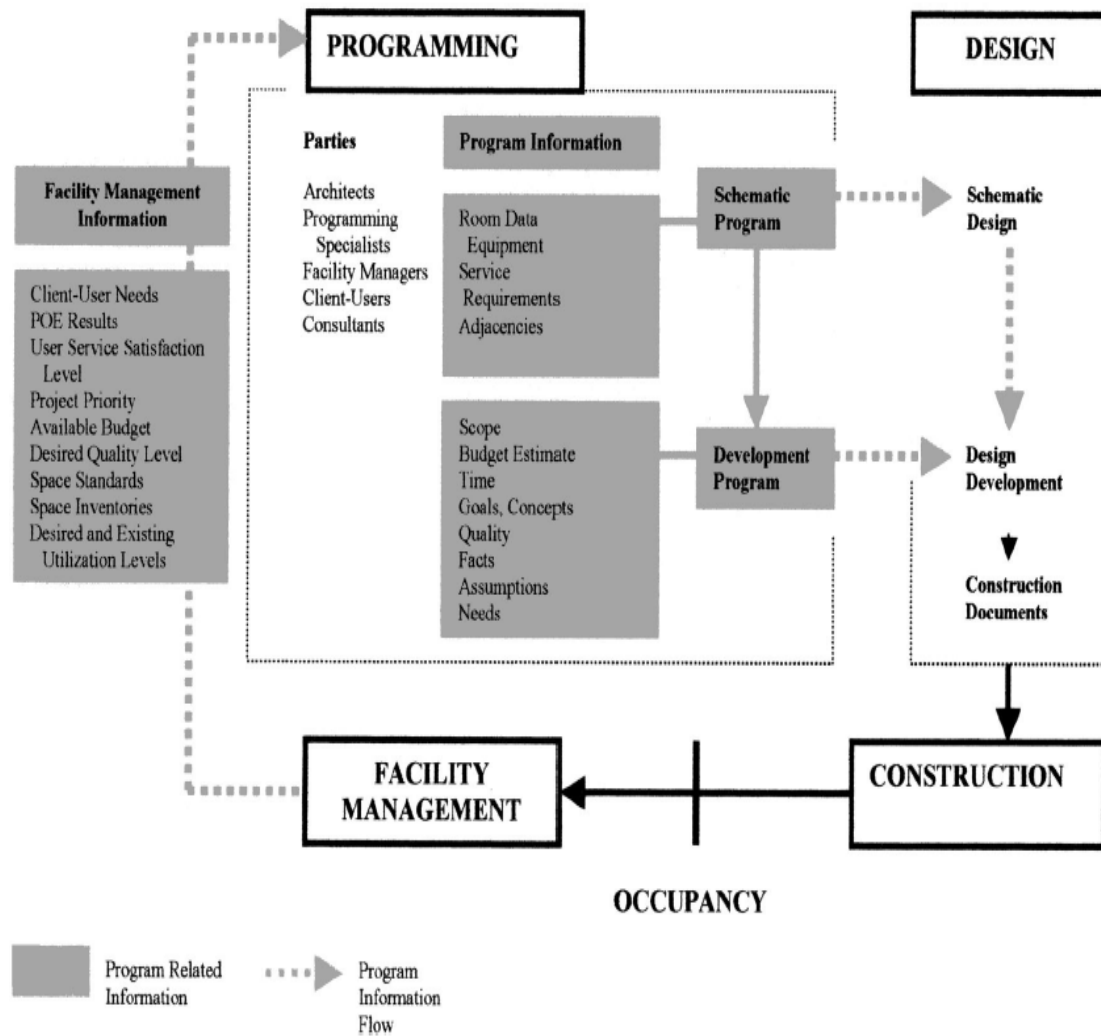 PROGRAMMING
DESIGN
Parties
Architects
Programming
Specialists
Facility Managers
Client-Users
Consultants
Program Information
Room Data
Equipment
Service
Requirements
Adjacencies
Scope
Budget Estimate
Time
Goals, Concepts
Quality
Facts
Assumptions
Needs
Schematic
Program
Development
Program
Schematic
Design
Design
Development
Construction
Documents
Facility Management
Information
Client-User Needs
POE Results
User Service Satisfaction
Level
Project Priority
Available Budget
Desired Quality Level
Space Standards
Space Inventories
Desired and Existing
Utilization Levels
FACILITY
MANAGEMENT
CONSTRUCTION
OCCUPANCY
Program Related
Information
Program
Information
Flow